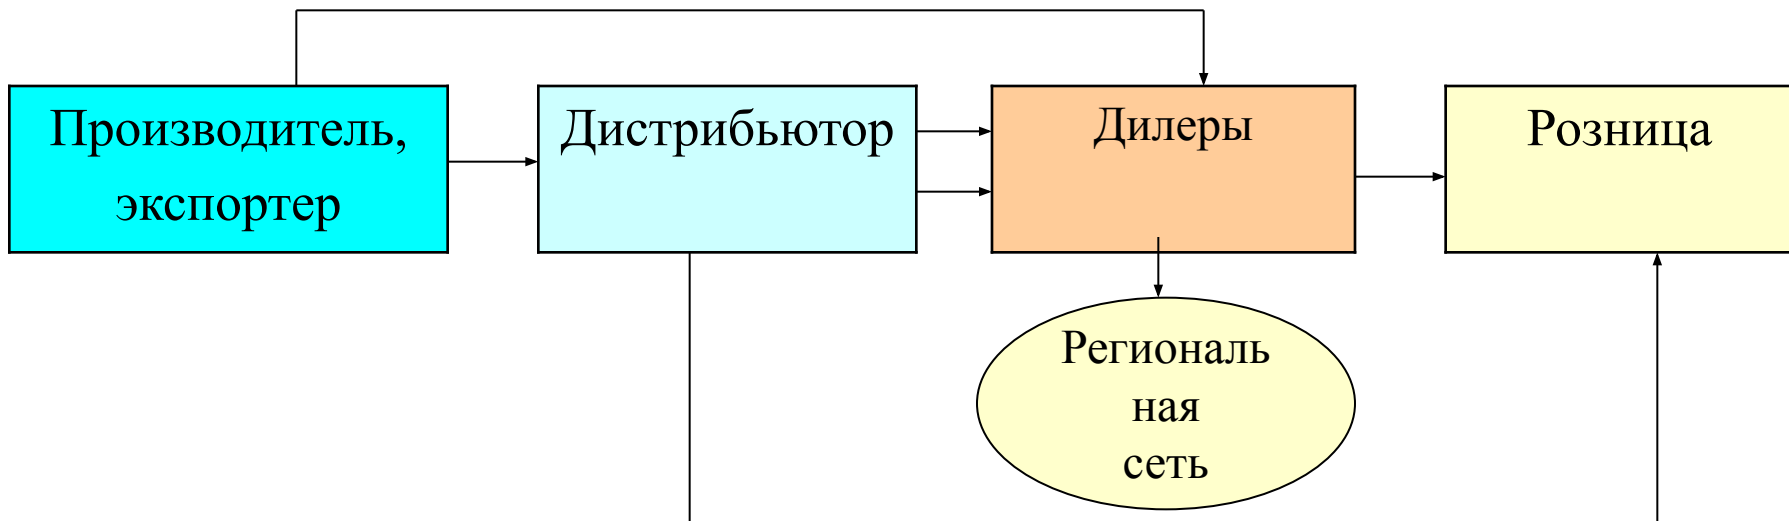 Производитель,
экспортер
Дистрибьютор
Дилеры
Розница
Региональ
ная
сеть